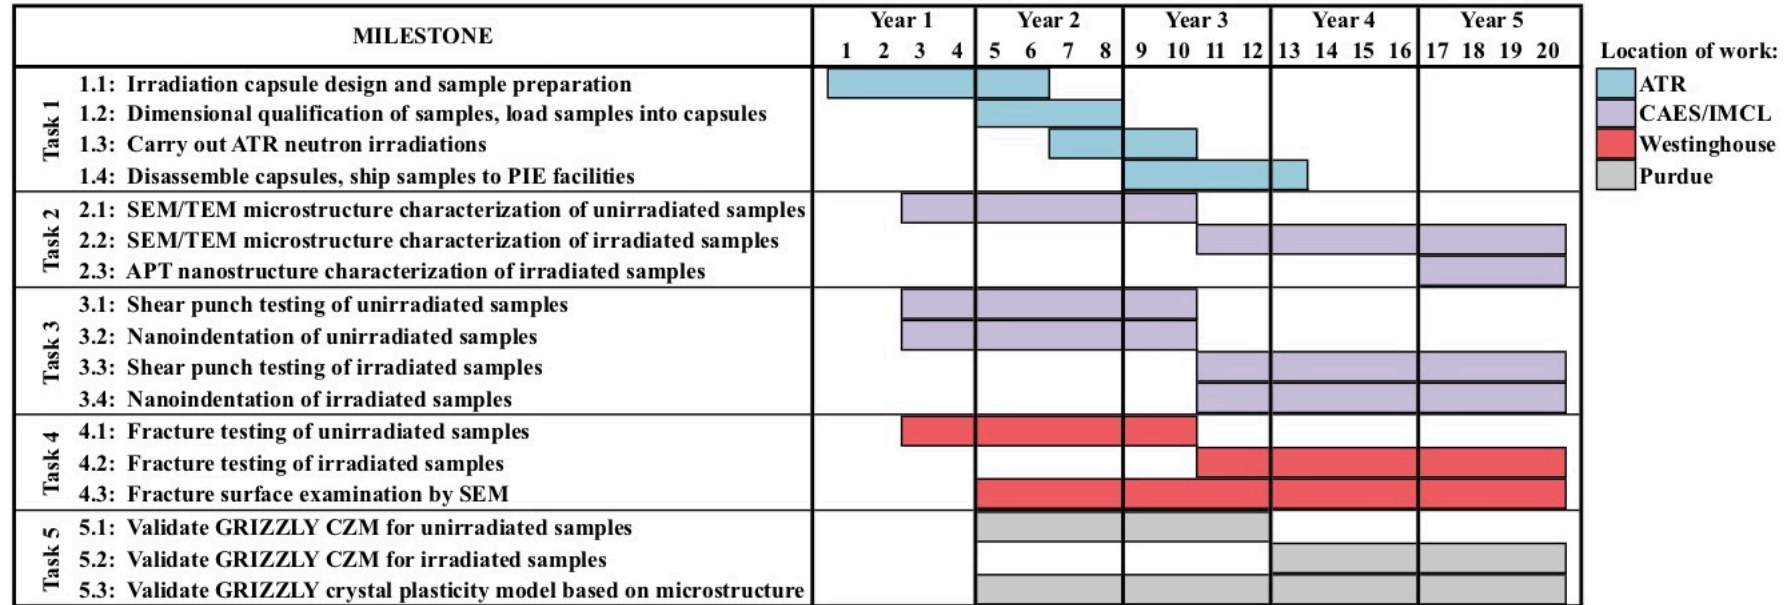 MILESTONE
Year 1 Year 2 Year 3 Year 4 Year 5
1 2 3 4 5 6 7 8 9 10 11 12 13 14 15 16 17 18 19 20
Location of work:
ATR
CAES/IMCL
Westinghouse
Purdue
Task 1
1.1: Irradiation capsule design and sample preparation
1.2: Dimensional qualification of samples, load samples into capsules
1.3: Carry out ATR neutron irradiations
1.4: Disassemble capsules, ship samples to PIE facilities
Task 2
2.1: SEM/TEM microstructure characterization of unirradiated samples
2.2: SEM/TEM microstructure characterization of irradiated samples
2.3: APT nanostructure characterization of irradiated samples
Task 3
3.1: Shear punch testing of unirradiated samples
3.2: Nanoindentation of unirradiated samples
3.3: Shear punch testing of irradiated samples
3.4: Nanoindentation of irradiated samples
Task 4
4.1: Fracture testing of unirradiated samples
4.2: Fracture testing of irradiated samples
4.3: Fracture surface examination by SEM
Task 5
5.1: Validate GRIZZLY CZM for unirradiated samples
5.2: Validate GRIZZLY CZM for irradiated samples
5.3: Validate GRIZZLY crystal plasticity model based on microstructure